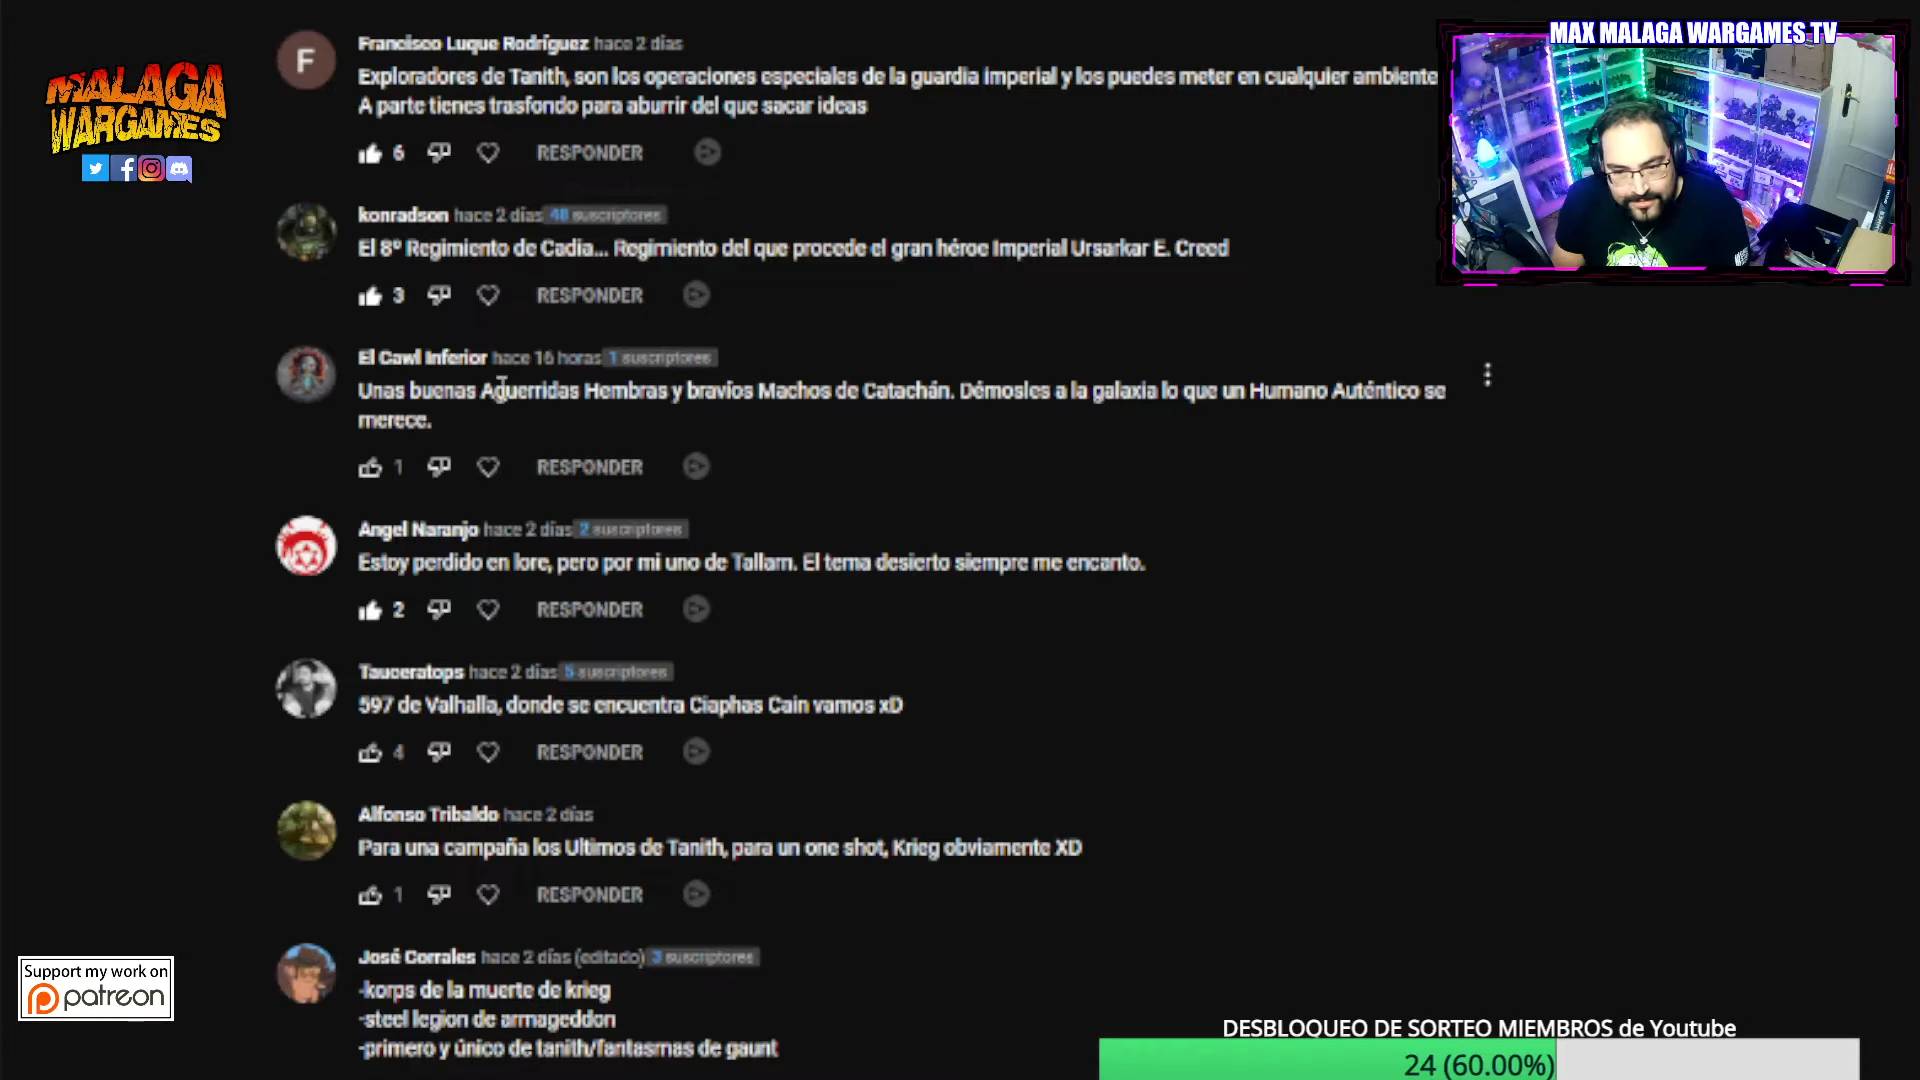 MAX MALAGA WARGAMES TV
MALAGA
WARGAMES
F
Francisco Luque Rodríguez hace 2 días
Exploradores de Tanith, son los operaciones especiales de la guardia imperial y los puedes meter en cualquier ambiente
A parte tienes trasfondo para aburrir del que sacar ideas
6 RESPONDER
konradson hace 2 días 48 suscriptores
El 8º Regimiento de Cadia... Regimiento del que procede el gran héroe Imperial Ursarkar E. Creed
3 RESPONDER
El Cawl Inferior hace 16 horas 1 suscriptores
Unas buenas Aguerridas Hembras y bravíos Machos de Catachán. Démosles a la galaxia lo que un Humano Auténtico se
merece.
1 RESPONDER
Angel Naranjo hace 2 días 2 suscriptores
Estoy perdido en lore, pero por mi uno de Tallarn. El tema desierto siempre me encanto.
2 RESPONDER
Tauceratops hace 2 días 5 suscriptores
597 de Valhalla, donde se encuentra Ciaphas Cain vamos xD
4 RESPONDER
Alfonso Tribaldo hace 2 días
Para una campaña los Ultimos de Tanith, para un one shot, Krieg obviamente XD
1 RESPONDER
José Corrales hace 2 días (editado) 3 suscriptores
-korps de la muerte de krieg
-steel legion de armageddon
-primero y único de tanith/fantasmas de gaunt
Support my work on
patreon
DESBLOQUEO DE SORTEO MIEMBROS de Youtube
24 (60.00%)